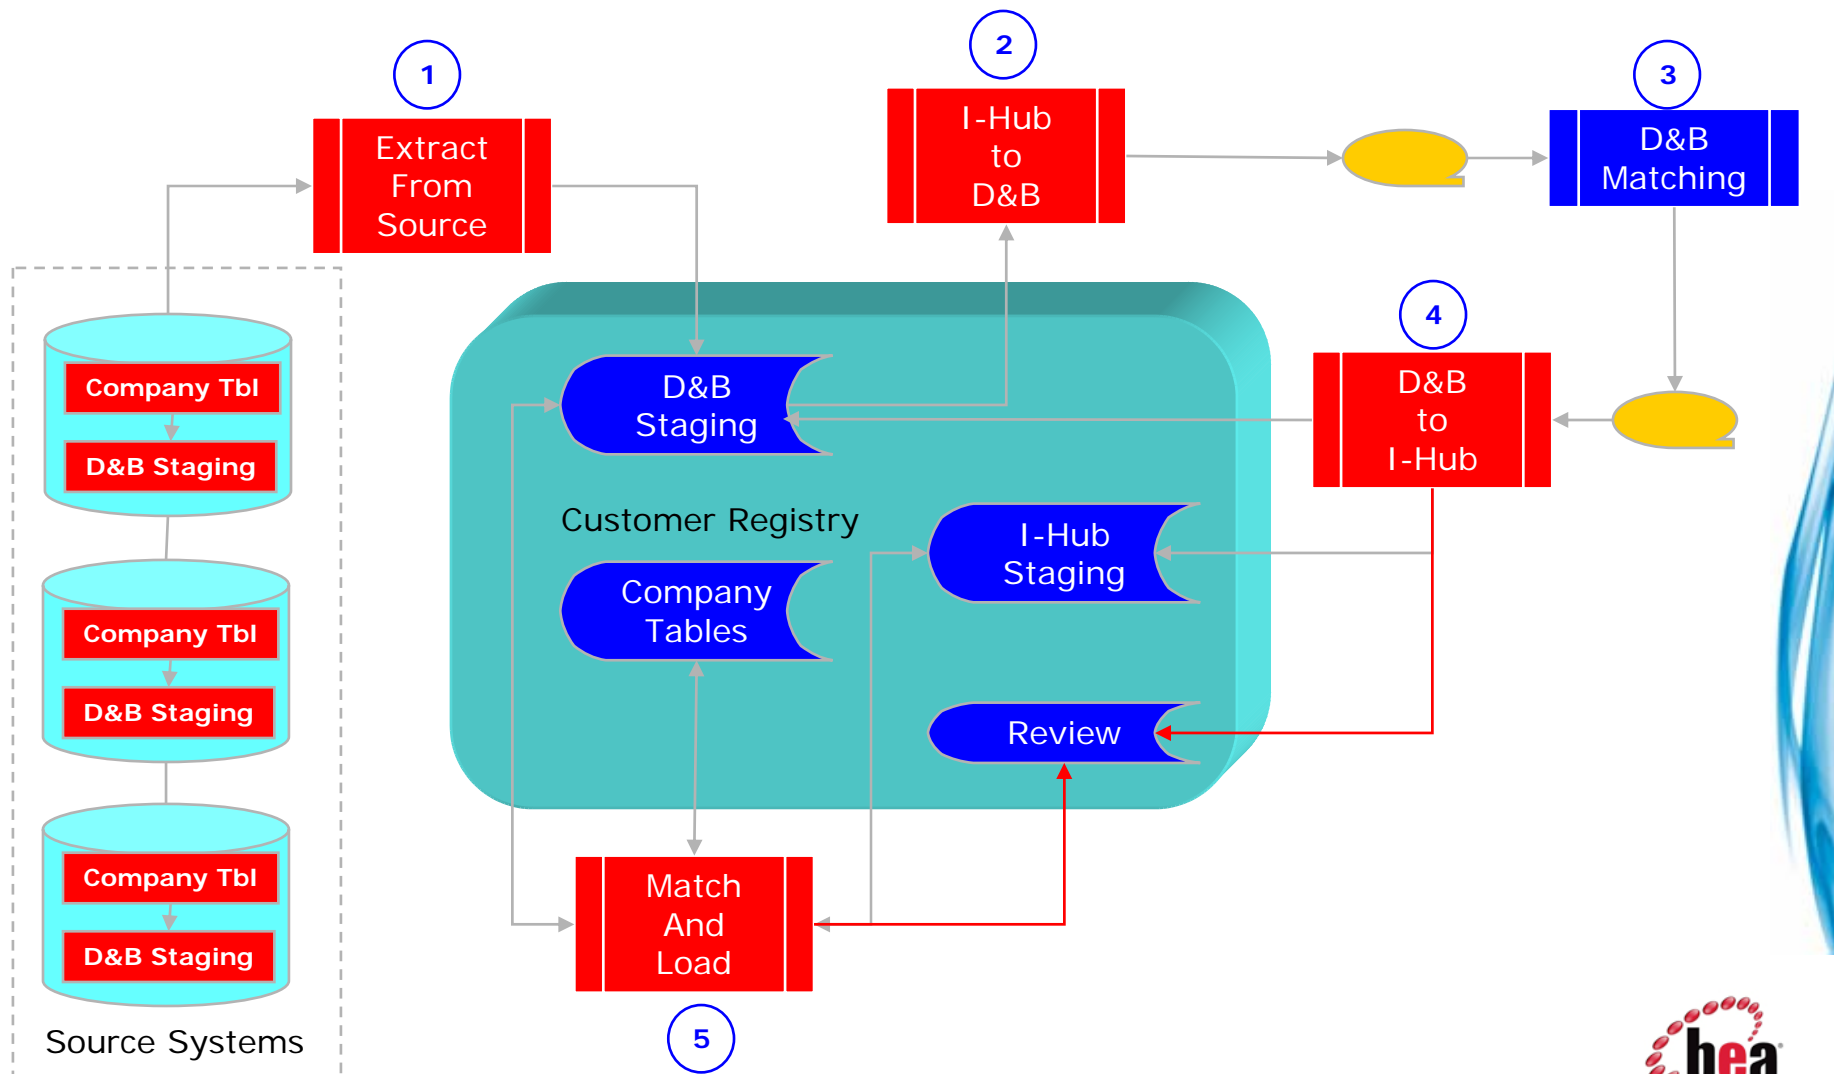 1
Extract
From
Source
2
I-Hub
to
D&B
3
D&B
Matching
4
D&B
to
I-Hub
Company Tbl
D&B Staging
Company Tbl
D&B Staging
Company Tbl
D&B Staging
Source Systems
D&B
Staging
Customer Registry
I-Hub
Staging
Company
Tables
Review
Match
And
Load
5
bea